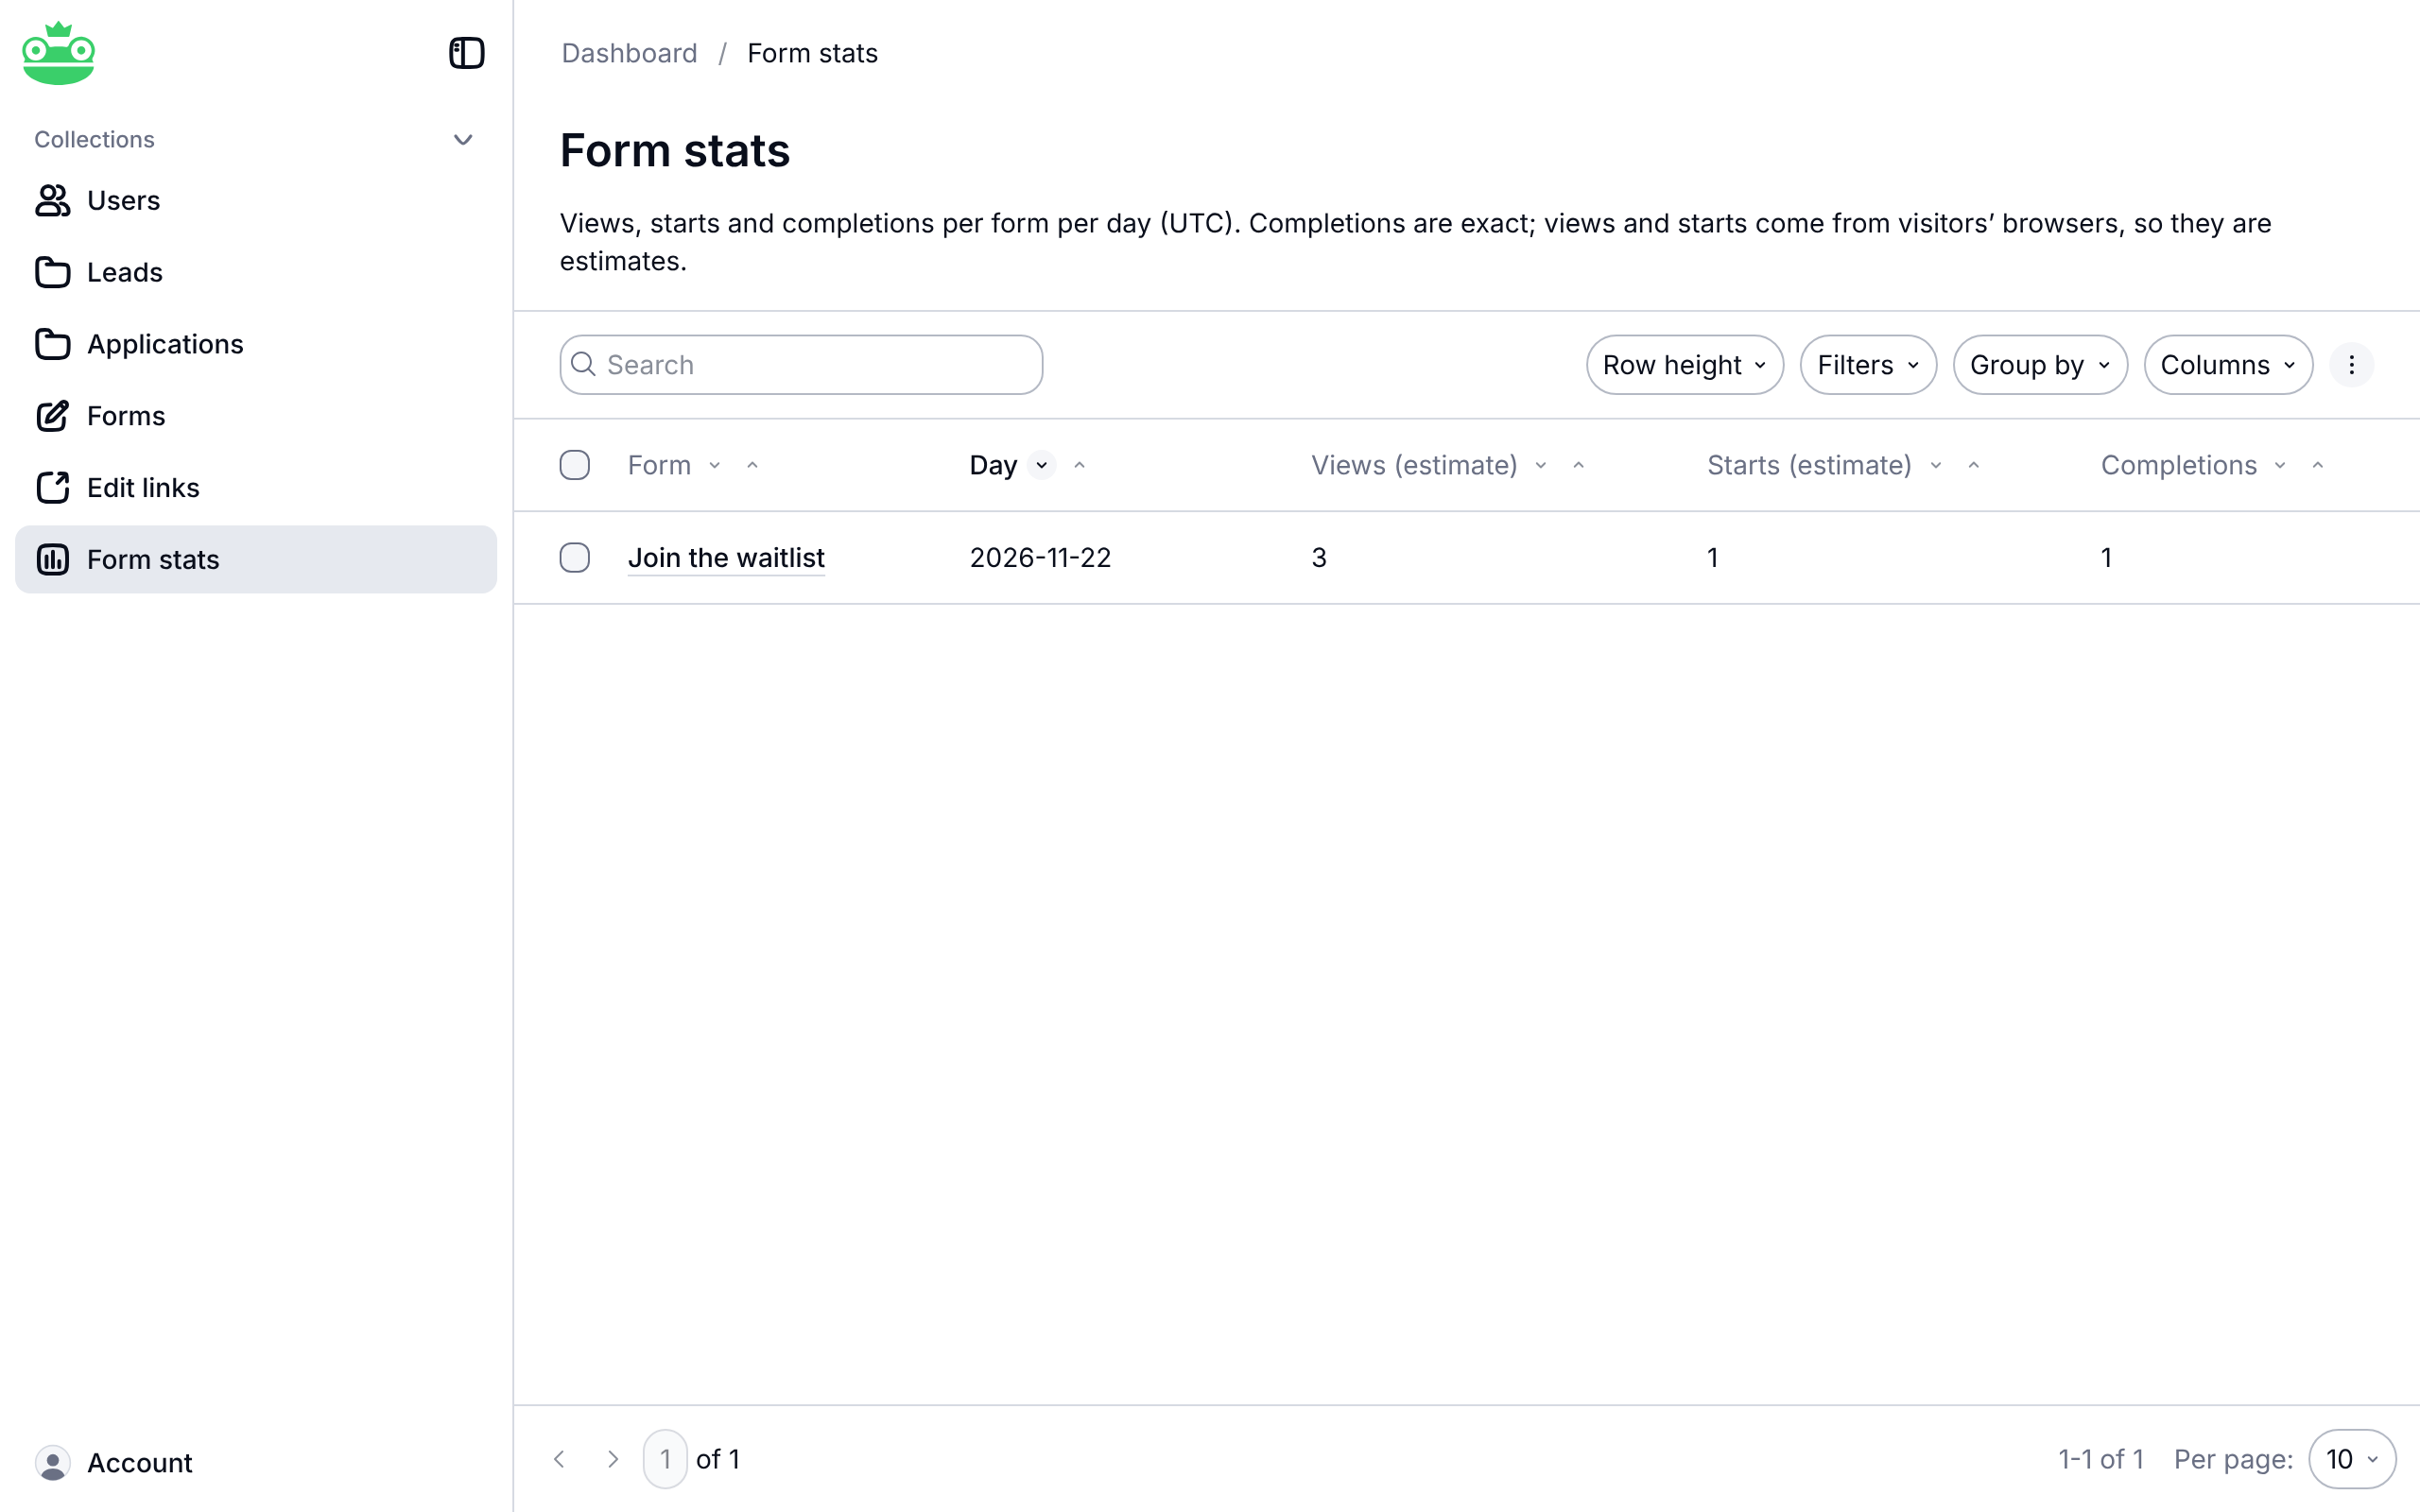 Collections
Users
Leads
Applications
Forms
Edit links
Form stats
Account
Dashboard / Form stats
Form stats
Views, starts and completions per form per day (UTC). Completions are exact; views and starts come from visitors’ browsers, so they are
estimates.
Search
Row height Filters Group by Columns
Form Day Views (estimate) Starts (estimate) Completions
Join the waitlist 2026-11-22 3 1 1
1 of 1 1-1 of 1 Per page: 10